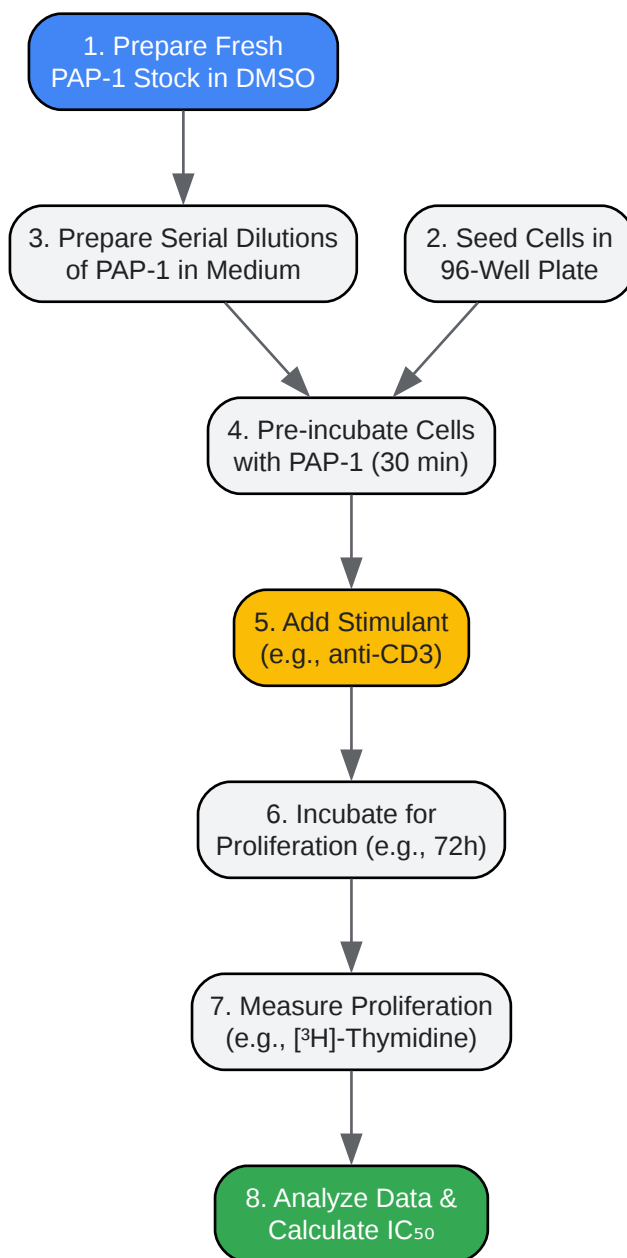 1. Prepare Fresh
PAP-1 Stock in DMSO
3. Prepare Serial Dilutions
of PAP-1 in Medium
2. Seed Cells in
96-Well Plate
4. Pre-incubate Cells
with PAP-1 (30 min)
5. Add Stimulant
(e.g., anti-CD3)
6. Incubate for
Proliferation (e.g., 72h)
7. Measure Proliferation
(e.g., [³H]-Thymidine)
8. Analyze Data &
Calculate IC₅₀